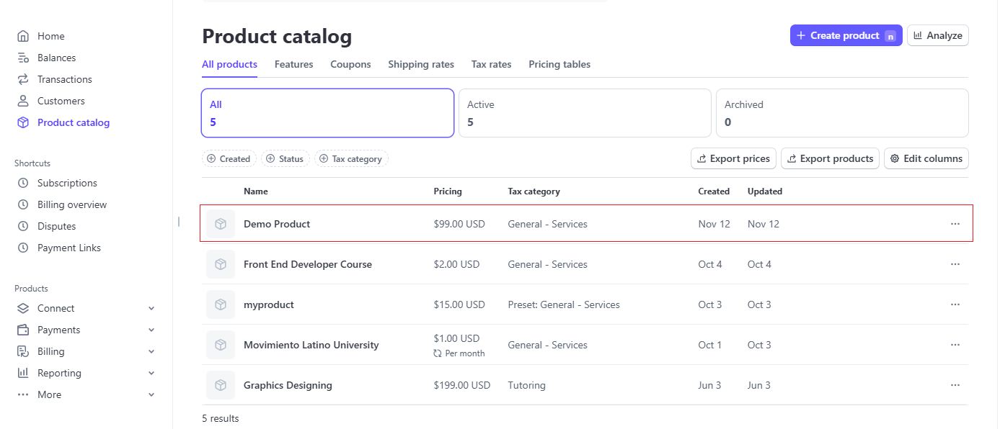 Home
Balances
Transactions
Customers
Product catalog
Shortcuts
Subscriptions
Billing overview
Disputes
Payment Links
Products
Connect
Payments
Billing
Reporting
More
Product catalog
Create product n
Analyze
All products Features Coupons Shipping rates Tax rates Pricing tables
All
5
Active
5
Archived
0
Created Status Tax category
Export prices Export products Edit columns
Name Pricing Tax category Created Updated
Demo Product $99.00 USD General - Services Nov 12 Nov 12
Front End Developer Course $2.00 USD General - Services Oct 4 Oct 4
myproduct $15.00 USD Preset: General - Services Oct 3 Oct 3
Movimiento Latino University $1.00 USD General - Services Oct 1 Oct 3
Per month
Graphics Designing $199.00 USD Tutoring Jun 3 Jun 3
5 results